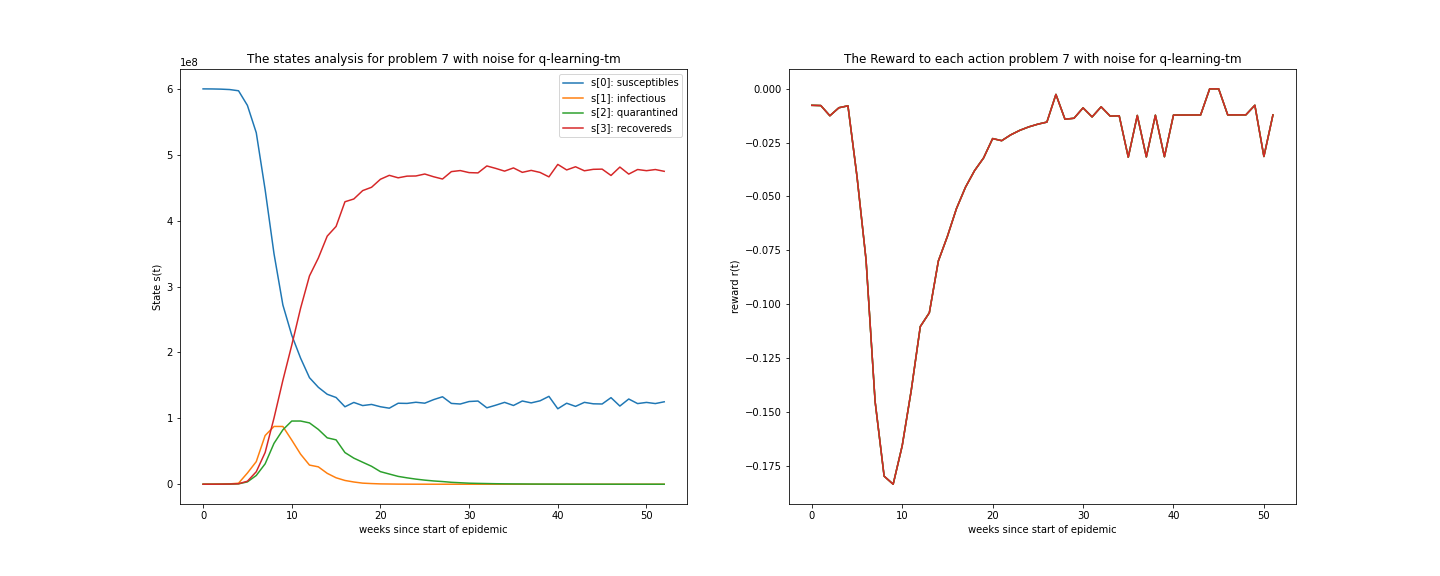 The states analysis for problem 7 with noise for q-learning-tm
1e8
s[0]: susceptibles
s[1]: infectious
s[2]: quarantined
s[3]: recovereds
6
5
4
3
2
1
0
State s(t)
0 10 20 30 40 50
weeks since start of epidemic
The Reward to each action problem 7 with noise for q-learning-tm
0.000
−0.025
−0.050
−0.075
−0.100
−0.125
−0.150
−0.175
reward r(t)
0 10 20 30 40 50
weeks since start of epidemic